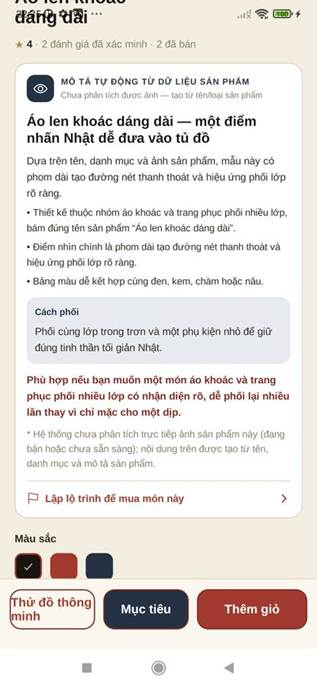 Áo len khoác
dáng dài
100
★ 4 · 2 đánh giá đã xác minh · 2 đã bán
MÔ TẢ TỰ ĐỘNG TỪ DỮ LIỆU SẢN PHẨM
Chưa phân tích được ảnh — tạo từ tên/loại sản phẩm
Áo len khoác dáng dài — một điểm
nhấn Nhật dễ đưa vào tủ đồ
Dựa trên tên, danh mục và ảnh sản phẩm, mẫu này có
phom dài tạo đường nét thanh thoát và hiệu ứng phối lớp
rõ ràng.
• Thiết kế thuộc nhóm áo khoác và trang phục phối nhiều lớp,
bám đúng tên sản phẩm “Áo len khoác dáng dài”.
• Điểm nhìn chính là phom dài tạo đường nét thanh thoát và
hiệu ứng phối lớp rõ ràng.
• Bảng màu dễ kết hợp cùng đen, kem, chàm hoặc nâu.
Cách phối
Phối cùng lớp trong trơn và một phụ kiện nhỏ để giữ
đúng tinh thần tối giản Nhật.
Phù hợp nếu bạn muốn một món áo khoác và trang
phục phối nhiều lớp có nhận diện rõ, dễ phối lại nhiều
lần thay vì chỉ mặc cho một dịp.
* Hệ thống chưa phân tích trực tiếp ảnh sản phẩm này (đang
bận hoặc chưa sẵn sàng); nội dung trên được tạo từ tên,
danh mục và mô tả sản phẩm.
Lập lộ trình để mua món này
Màu sắc
Thử đồ thông
minh
Mục tiêu
Thêm giỏ